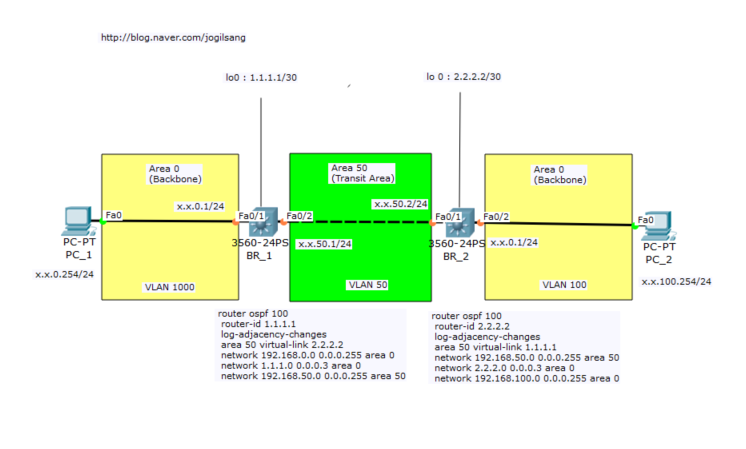 http://blog.naver.com/jogilsang
lo0 : 1.1.1.1/30
lo 0 : 2.2.2.2/30
Area 0
(Backbone)
Area 50
(Transit Area)
Area 0
(Backbone)
x.x.0.1/24
x.x.50.2/24
Fa0
Fa0/1
Fa0/2
Fa0/1
Fa0/2
Fa0
PC-PT
PC_1
3560-24PS
BR_1
x.x.50.1/24
3560-24PS
BR_2
x.x.0.1/24
PC-PT
PC_2
x.x.0.254/24
x.x.100.254/24
VLAN 1000
VLAN 50
VLAN 100
router ospf 100
router-id 1.1.1.1
log-adjacency-changes
area 50 virtual-link 2.2.2.2
network 192.168.0.0 0.0.0.255 area 0
network 1.1.1.0 0.0.0.3 area 0
network 192.168.50.0 0.0.0.255 area 50
router ospf 100
router-id 2.2.2.2
log-adjacency-changes
area 50 virtual-link 1.1.1.1
network 192.168.50.0 0.0.0.255 area 50
network 2.2.2.0 0.0.0.3 area 0
network 192.168.100.0 0.0.0.255 area 0